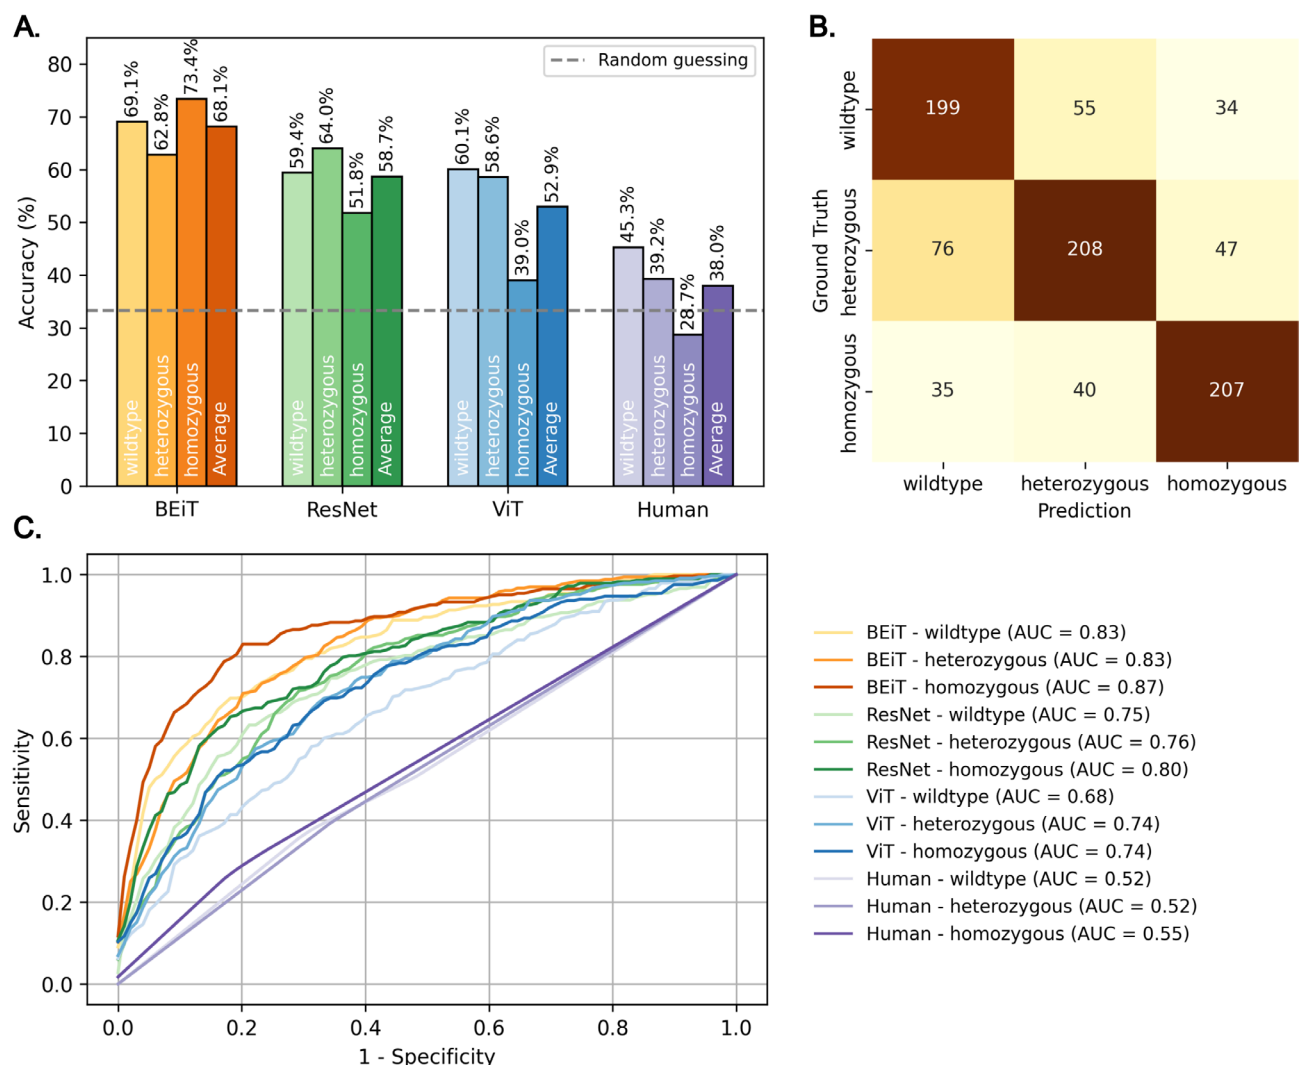 A.
Accuracy (%)
80
70
60
50
40
30
20
10
0
Random guessing
69.1%
62.8%
73.4%
68.1%
59.4%
64.0%
51.8%
58.7%
60.1%
58.6%
39.0%
52.9%
45.3%
39.2%
28.7%
38.0%
wildtype
heterozygous
homozygous
Average
wildtype
heterozygous
homozygous
Average
wildtype
heterozygous
homozygous
Average
wildtype
heterozygous
homozygous
Average
BEiT
ResNet
ViT
Human
B.
Ground Truth
wildtype
heterozygous
homozygous
199
55
34
76
208
47
35
40
207
wildtype
heterozygous
homozygous
Prediction
C.
Sensitivity
1.0
0.8
0.6
0.4
0.2
0.0
0.0
0.2
0.4
0.6
0.8
1.0
1 - Specificity
BEiT - wildtype (AUC = 0.83)
BEiT - heterozygous (AUC = 0.83)
BEiT - homozygous (AUC = 0.87)
ResNet - wildtype (AUC = 0.75)
ResNet - heterozygous (AUC = 0.76)
ResNet - homozygous (AUC = 0.80)
ViT - wildtype (AUC = 0.68)
ViT - heterozygous (AUC = 0.74)
ViT - homozygous (AUC = 0.74)
Human - wildtype (AUC = 0.52)
Human - heterozygous (AUC = 0.52)
Human - homozygous (AUC = 0.55)